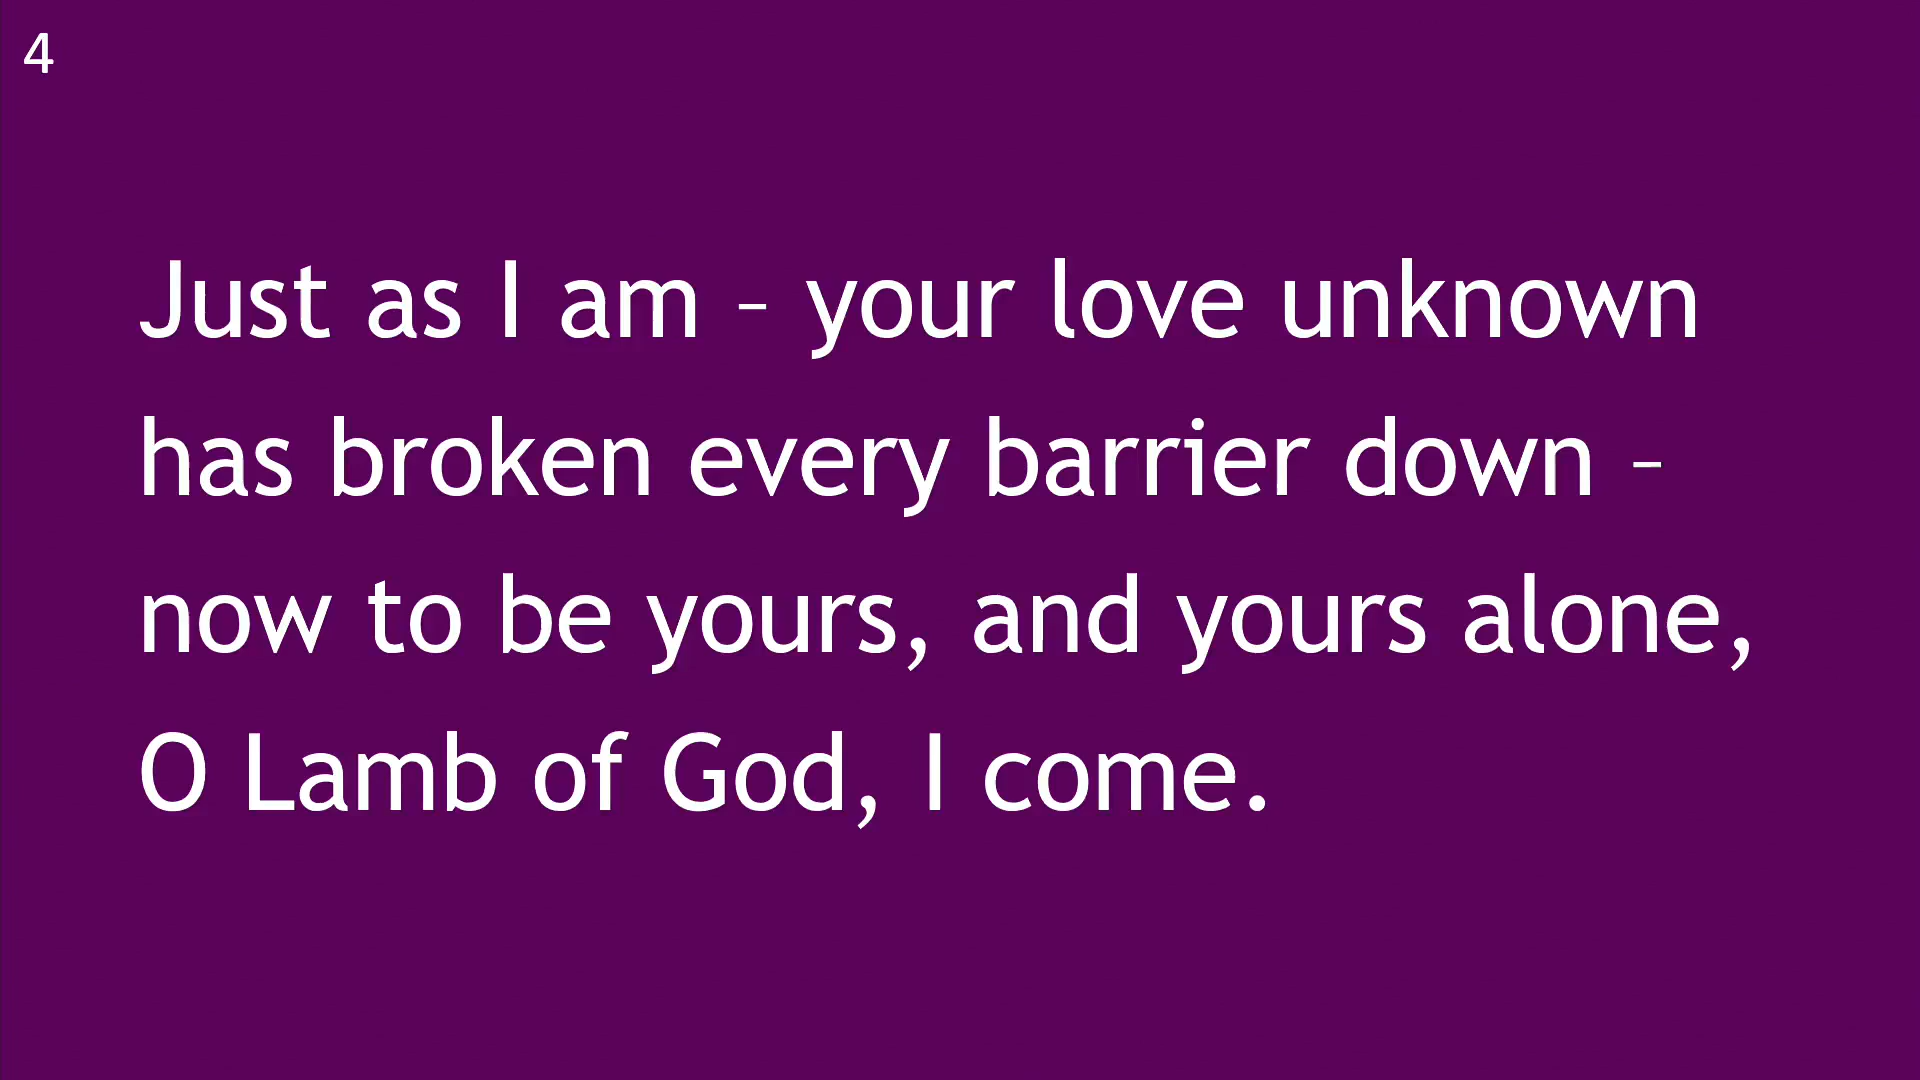 4
Just as I am – your love unknown
has broken every barrier down –
now to be yours, and yours alone,
O Lamb of God, I come.